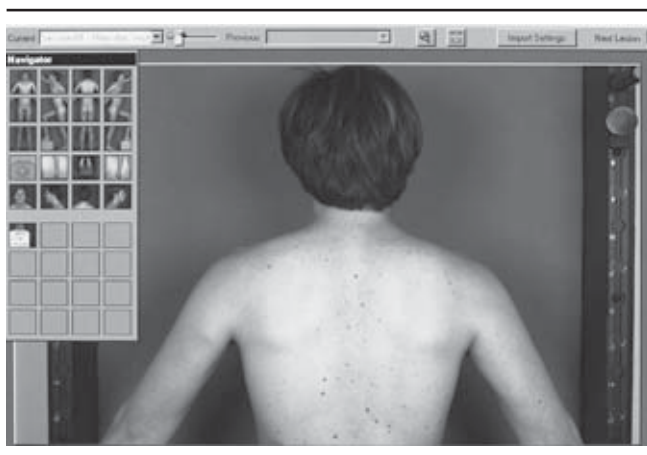 Current
Previous
Import Settings
Next Lesion
Navigator